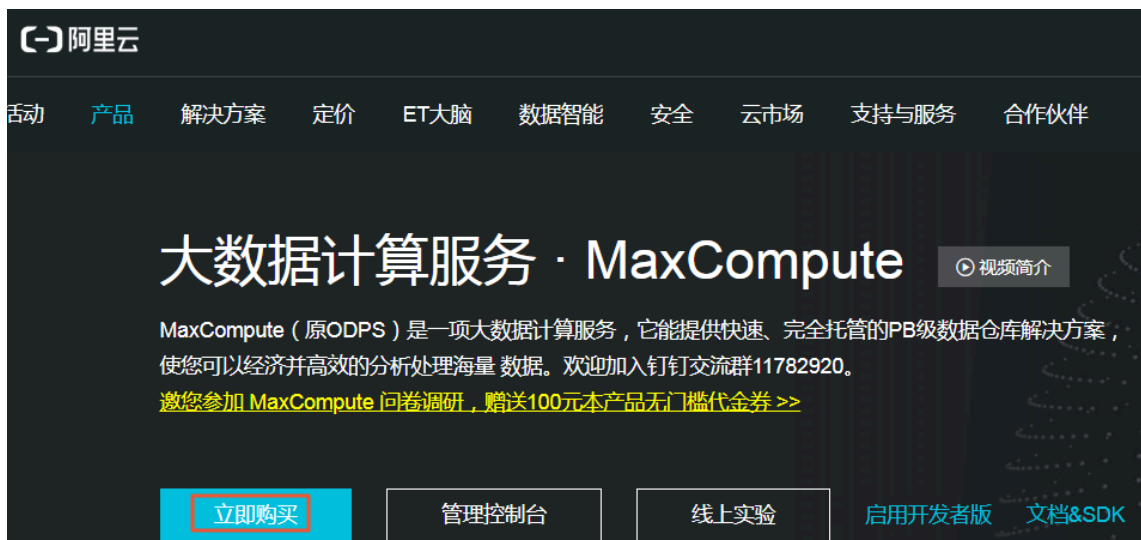 阿里云
活动 产品 解决方案 定价 ET大脑 数据智能 安全 云市场 支持与服务 合作伙伴
大数据计算服务 · MaxCompute 视频简介
MaxCompute（原ODPS）是一项大数据计算服务，它能提供快速、完全托管的PB级数据仓库解决方案，
使您可以经济并高效的分析处理海量 数据。欢迎加入钉钉交流群11782920。
邀您参加 MaxCompute 问卷调研，赠送100元本产品无门槛代金券 >>
立即购买 管理控制台 线上实验 启用开发者版 文档&SDK